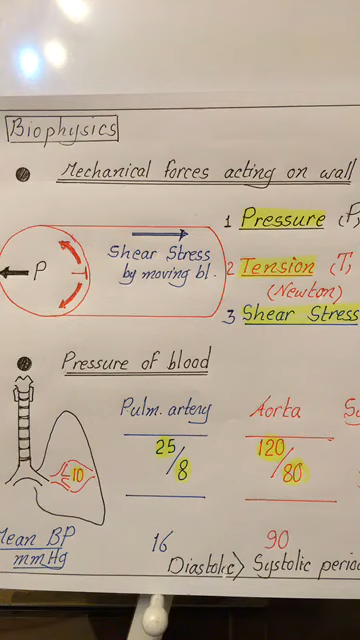 Biophysics
Mechanical forces acting on wall
1 Pressure (P,
P
T
Shear Stress
by moving bl.
2 Tension (T,
(Newton)
3 Shear Stress
Pressure of blood
Pulm. artery
Aorta
25/8
120/80
10
Mean BP
mmHg
16
90
Diastolic > Systolic period